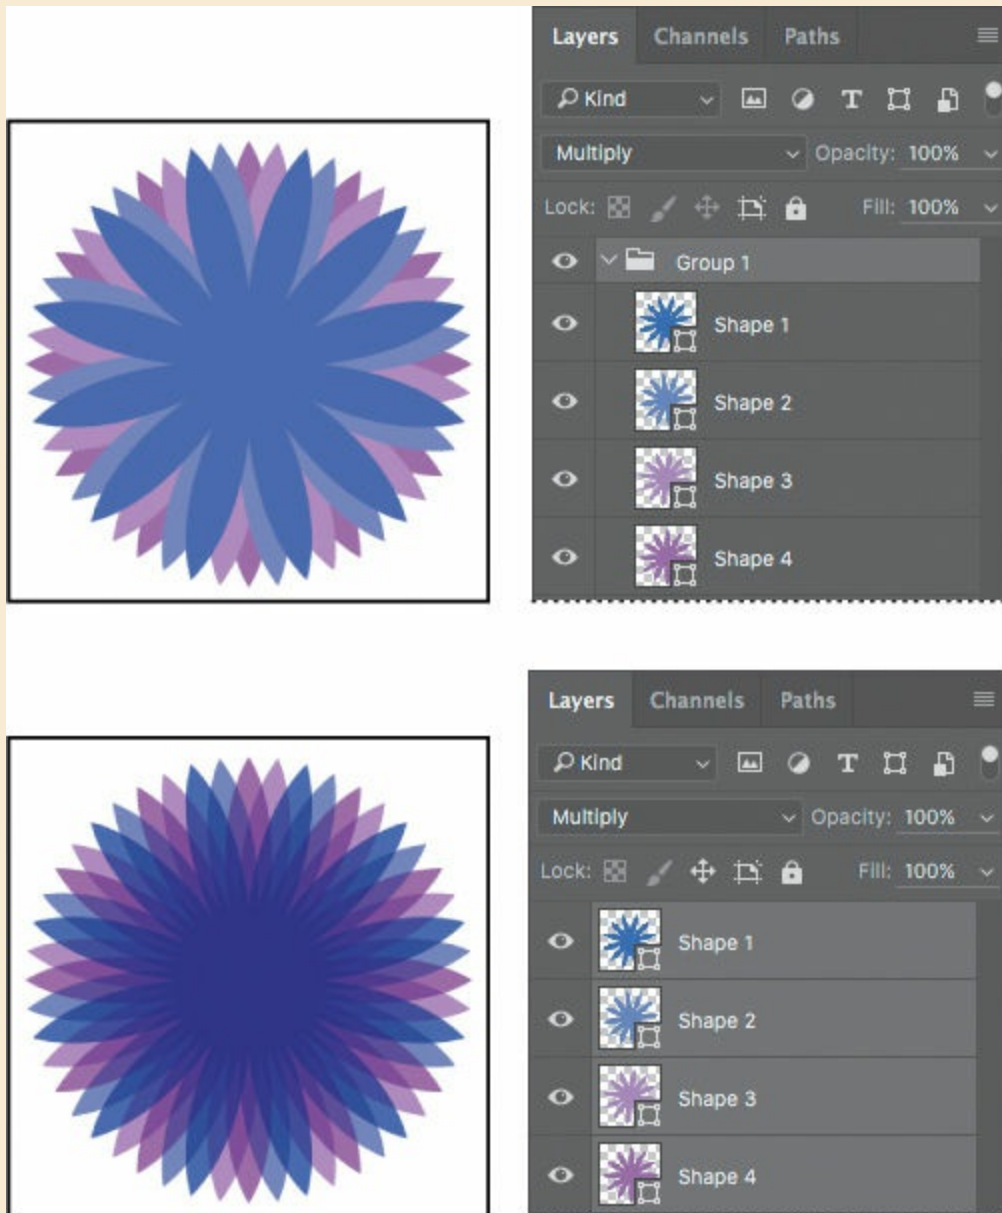 Layers Channels Paths
Kind
Multiply Opacity: 100%
Lock: Fill: 100%
Group 1
Shape 1
Shape 2
Shape 3
Shape 4
Layers Channels Paths
Kind
Multiply Opacity: 100%
Lock: Fill: 100%
Shape 1
Shape 2
Shape 3
Shape 4